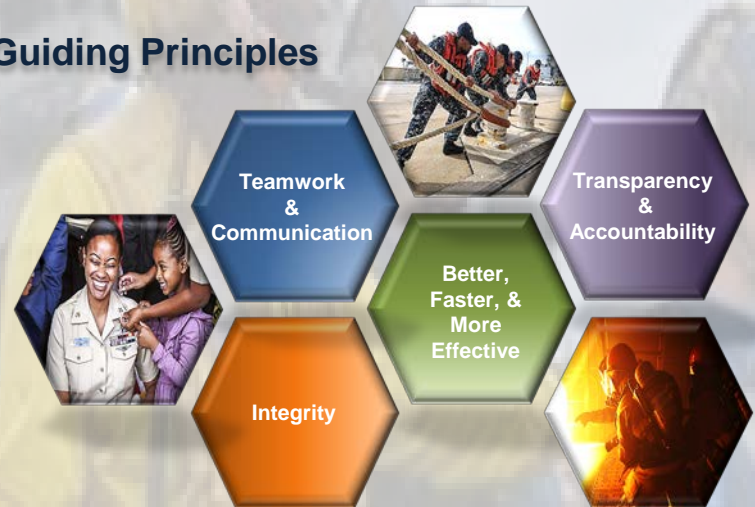 Guiding Principles
Teamwork
&
Communication
Transparency
&
Accountability
Better,
Faster, &
More
Effective
Integrity